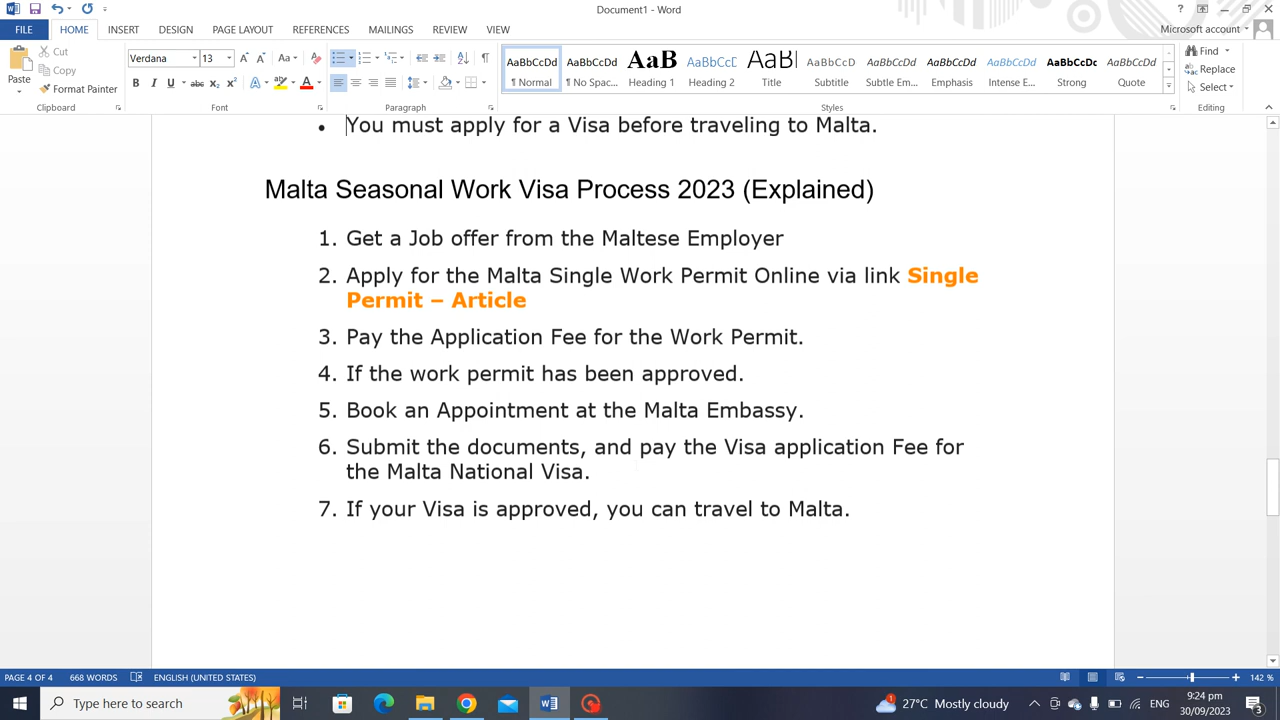 Document1 - Word
FILE HOME INSERT DESIGN PAGE LAYOUT REFERENCES MAILINGS REVIEW VIEW Microsoft account
Paste Cut Copy Format Painter
Verdana 13 Aa
B I U abc X₂ X² A A
AaBbCcDd AaBbCcDd AaB AaBbCcD AaB AaBbCcD AaBbCcDd AaBbCcDd AaBbCcDd AaBbCcDc AaBbCcDd
¶ Normal ¶ No Spac... Heading 1 Heading 2 Title Subtitle Subtle Em... Emphasis Intense E... Strong Quote
Find Replace Select
Clipboard Font Paragraph Styles Editing
• You must apply for a Visa before traveling to Malta.
Malta Seasonal Work Visa Process 2023 (Explained)
1. Get a Job offer from the Maltese Employer
2. Apply for the Malta Single Work Permit Online via link Single
Permit – Article
3. Pay the Application Fee for the Work Permit.
4. If the work permit has been approved.
5. Book an Appointment at the Malta Embassy.
6. Submit the documents, and pay the Visa application Fee for
the Malta National Visa.
7. If your Visa is approved, you can travel to Malta.
PAGE 4 OF 4 668 WORDS ENGLISH (UNITED STATES) 142 %
Type here to search 27°C Mostly cloudy ENG 9:24 pm
30/09/2023 3